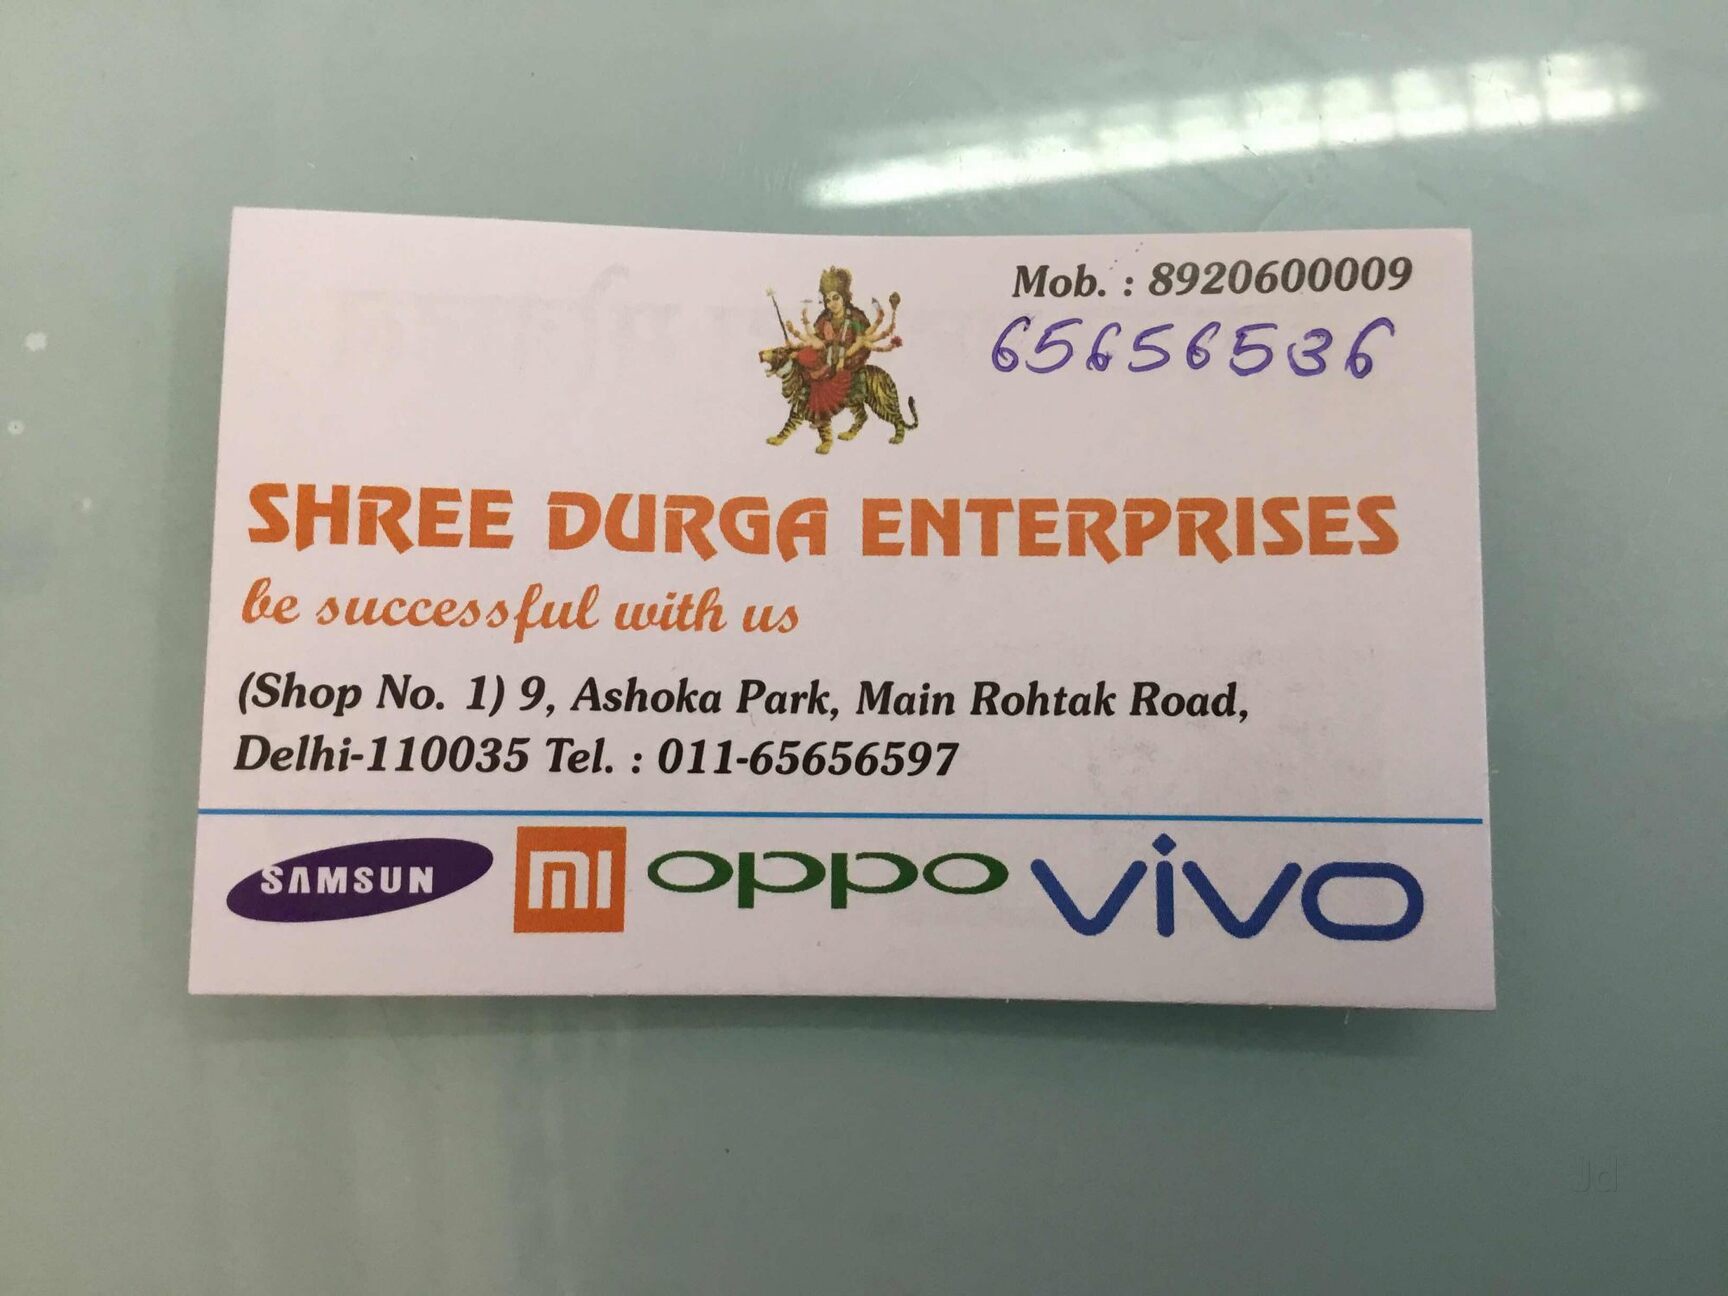 Mob. : 8920600009
65656536
SHREE DURGA ENTERPRISES
be successful with us
(Shop No. 1) 9, Ashoka Park, Main Rohtak Road,
Delhi-110035 Tel. : 011-65656597
SAMSUN mi oppo vivo
Jd